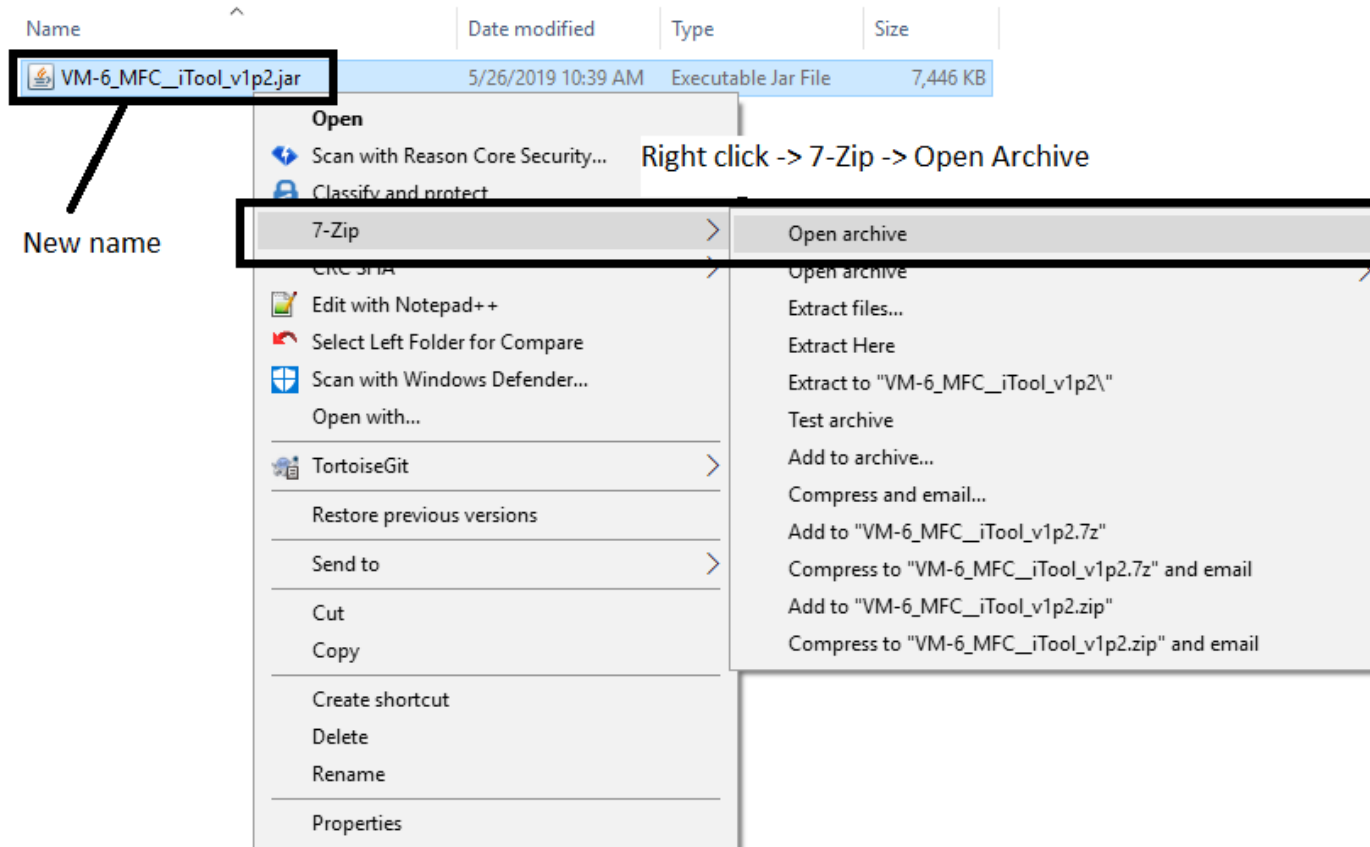 Name Date modified Type Size
VM-6_MFC__iTool_v1p2.jar 5/26/2019 10:39 AM Executable Jar File 7,446 KB
Open
Scan with Reason Core Security...
Right click -> 7-Zip -> Open Archive
Classify and protect
New name
7-Zip
Open archive
CRC SHA
Open archive
Edit with Notepad++
Extract files...
Select Left Folder for Compare
Extract Here
Scan with Windows Defender...
Extract to "VM-6_MFC__iTool_v1p2\"
Open with...
Test archive
TortoiseGit
Add to archive...
Restore previous versions
Compress and email...
Add to "VM-6_MFC__iTool_v1p2.7z"
Send to
Compress to "VM-6_MFC__iTool_v1p2.7z" and email
Cut
Add to "VM-6_MFC__iTool_v1p2.zip"
Copy
Compress to "VM-6_MFC__iTool_v1p2.zip" and email
Create shortcut
Delete
Rename
Properties